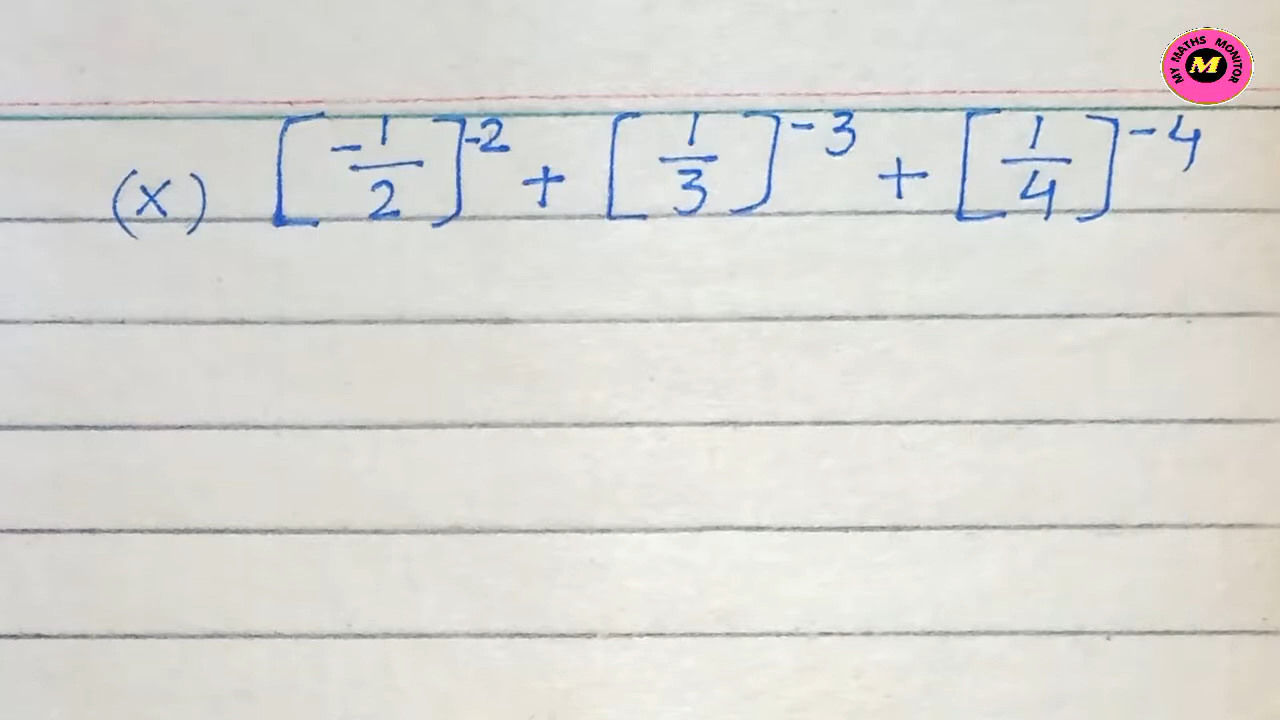 MY MATHS MONITOR
M
(x) [-1/2]^-2 + [1/3]^-3 + [1/4]^-4